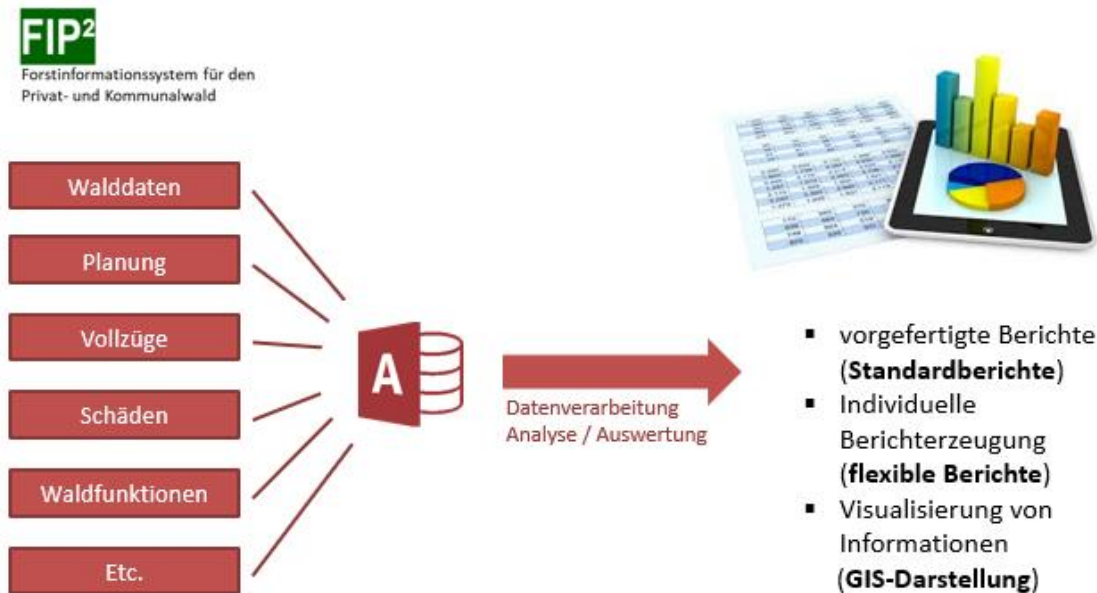 FIP²
Forstinformationssystem für den
Privat- und Kommunalwald
Walddaten
Planung
Vollzüge
Schäden
Waldfunktionen
Etc.
A
Datenverarbeitung
Analyse / Auswertung
▪ vorgefertigte Berichte
(Standardberichte)
▪ Individuelle
Berichterzeugung
(flexible Berichte)
▪ Visualisierung von
Informationen
(GIS-Darstellung)